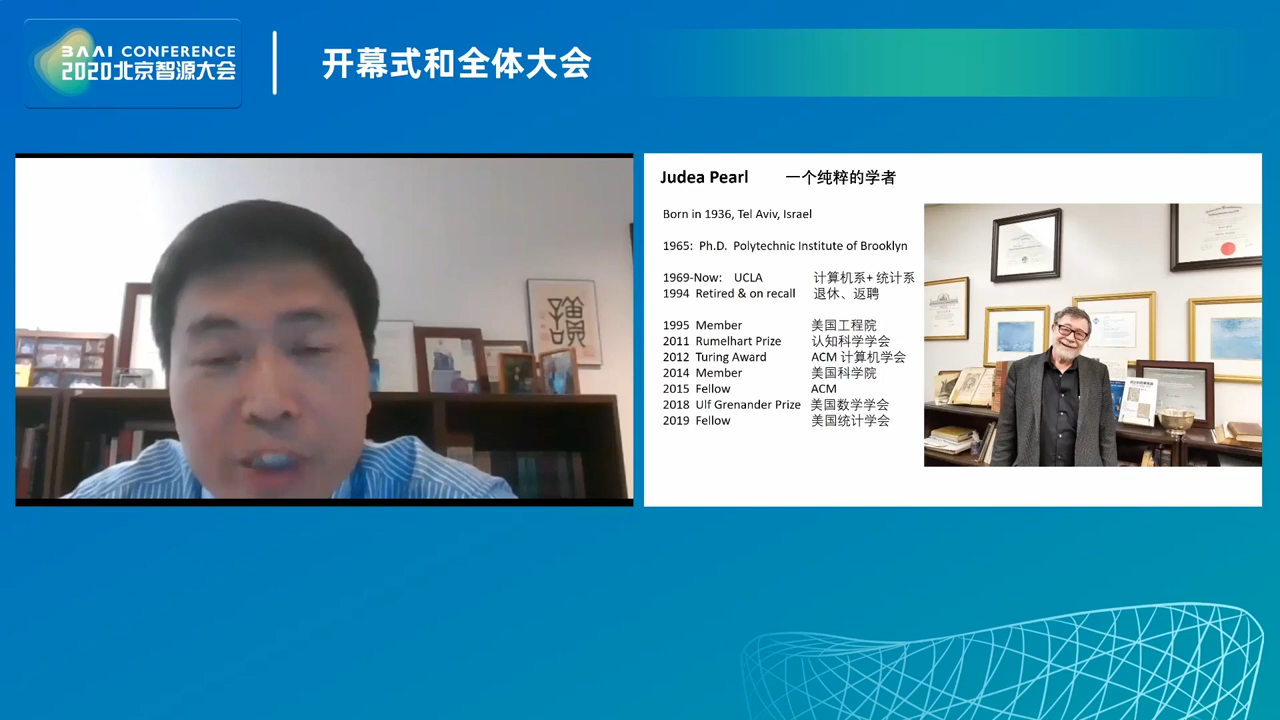 BAAI CONFERENCE
2020北京智源大会
开幕式和全体大会
Judea Pearl 一个纯粹的学者
Born in 1936, Tel Aviv, Israel
1965: Ph.D. Polytechnic Institute of Brooklyn
1969-Now: UCLA 计算机系+ 统计系
1994 Retired & on recall 退休、返聘
1995 Member 美国工程院
2011 Rumelhart Prize 认知科学学会
2012 Turing Award ACM 计算机学会
2014 Member 美国科学院
2015 Fellow ACM
2018 Ulf Grenander Prize 美国数学学会
2019 Fellow 美国统计学会